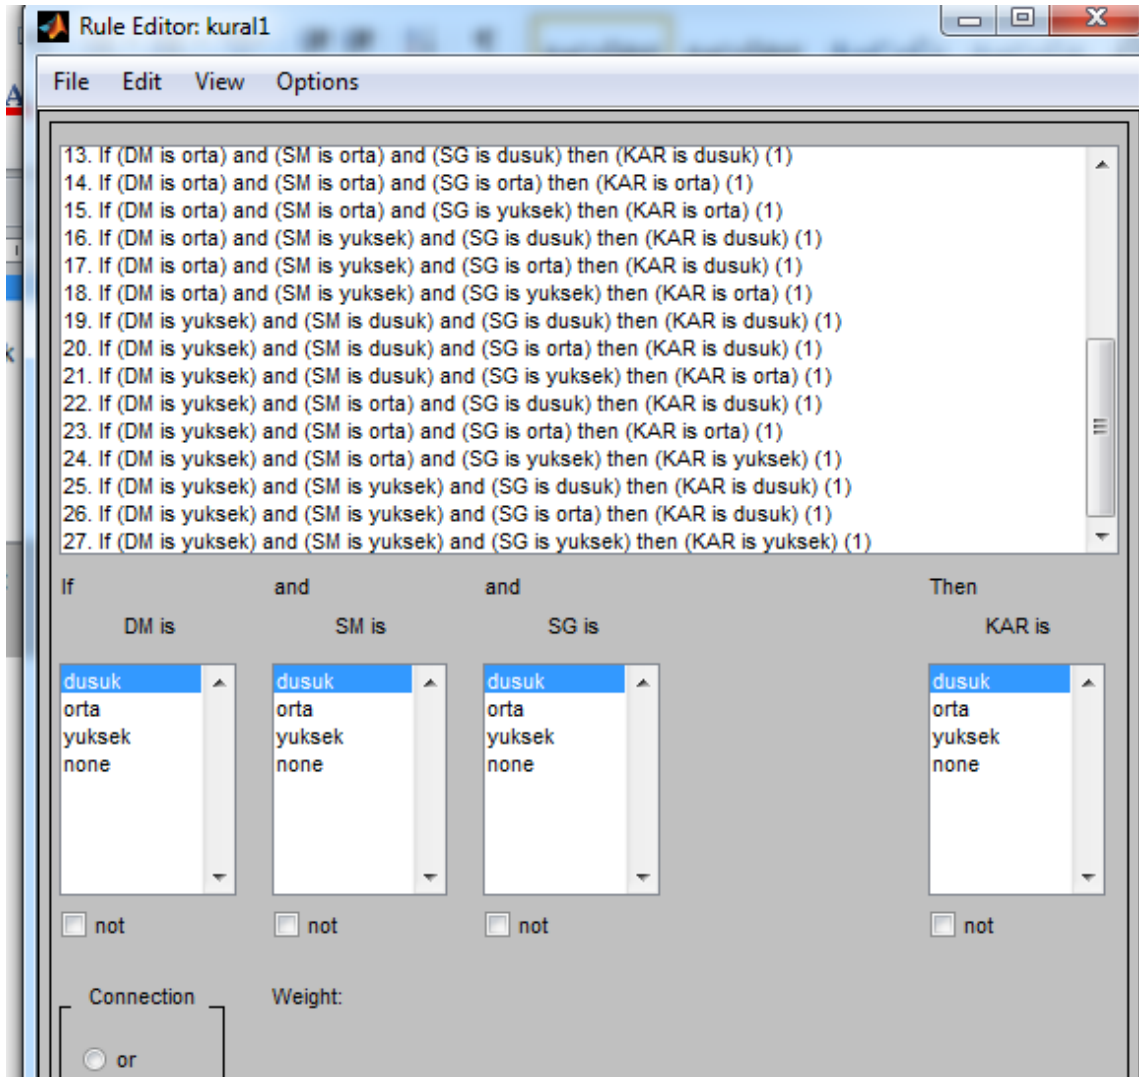 Rule Editor: kural1
File Edit View Options
13. If (DM is orta) and (SM is orta) and (SG is dusuk) then (KAR is dusuk) (1)
14. If (DM is orta) and (SM is orta) and (SG is orta) then (KAR is orta) (1)
15. If (DM is orta) and (SM is orta) and (SG is yuksek) then (KAR is orta) (1)
16. If (DM is orta) and (SM is yuksek) and (SG is dusuk) then (KAR is dusuk) (1)
17. If (DM is orta) and (SM is yuksek) and (SG is orta) then (KAR is dusuk) (1)
18. If (DM is orta) and (SM is yuksek) and (SG is yuksek) then (KAR is orta) (1)
19. If (DM is yuksek) and (SM is dusuk) and (SG is dusuk) then (KAR is dusuk) (1)
20. If (DM is yuksek) and (SM is dusuk) and (SG is orta) then (KAR is dusuk) (1)
21. If (DM is yuksek) and (SM is dusuk) and (SG is yuksek) then (KAR is orta) (1)
22. If (DM is yuksek) and (SM is orta) and (SG is dusuk) then (KAR is dusuk) (1)
23. If (DM is yuksek) and (SM is orta) and (SG is orta) then (KAR is orta) (1)
24. If (DM is yuksek) and (SM is orta) and (SG is yuksek) then (KAR is yuksek) (1)
25. If (DM is yuksek) and (SM is yuksek) and (SG is dusuk) then (KAR is dusuk) (1)
26. If (DM is yuksek) and (SM is yuksek) and (SG is orta) then (KAR is dusuk) (1)
27. If (DM is yuksek) and (SM is yuksek) and (SG is yuksek) then (KAR is yuksek) (1)
If and and Then
DM is SM is SG is KAR is
dusuk dusuk dusuk dusuk
orta orta orta orta
yuksek yuksek yuksek yuksek
none none none none
not not not not
Connection Weight:
or